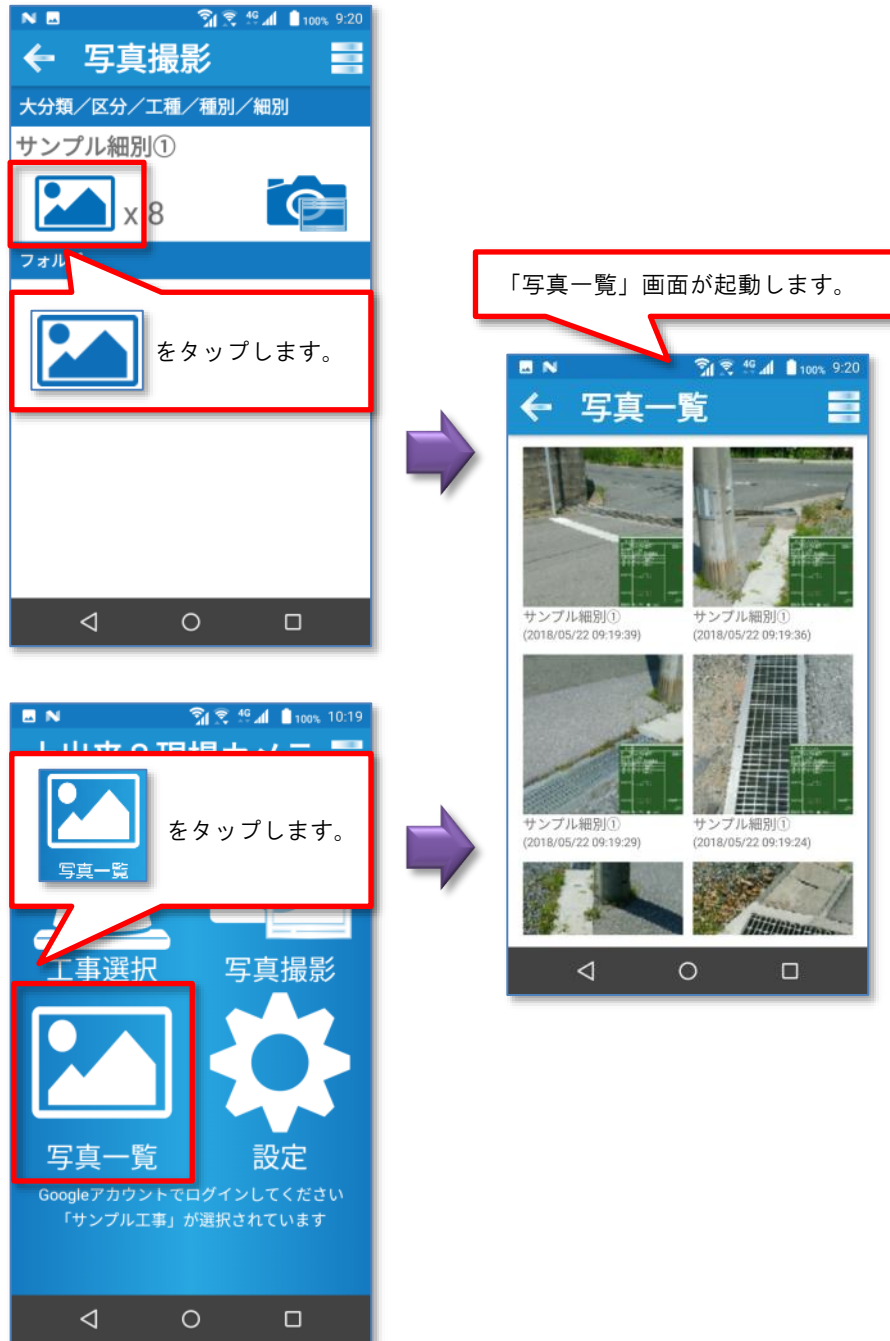 100% 9:20
写真撮影
大分類／区分／工種／種別／細別
サンプル細別①
x 8
フォル
をタップします。
「写真一覧」画面が起動します。
100% 9:20
写真一覧
サンプル細別①
(2018/05/22 09:19:39)
サンプル細別①
(2018/05/22 09:19:36)
サンプル細別①
(2018/05/22 09:19:29)
サンプル細別①
(2018/05/22 09:19:24)
4G 100% 10:19
写真一覧
をタップします。
工事選択
写真撮影
写真一覧
設定
Googleアカウントでログインしてください
「サンプル工事」が選択されています